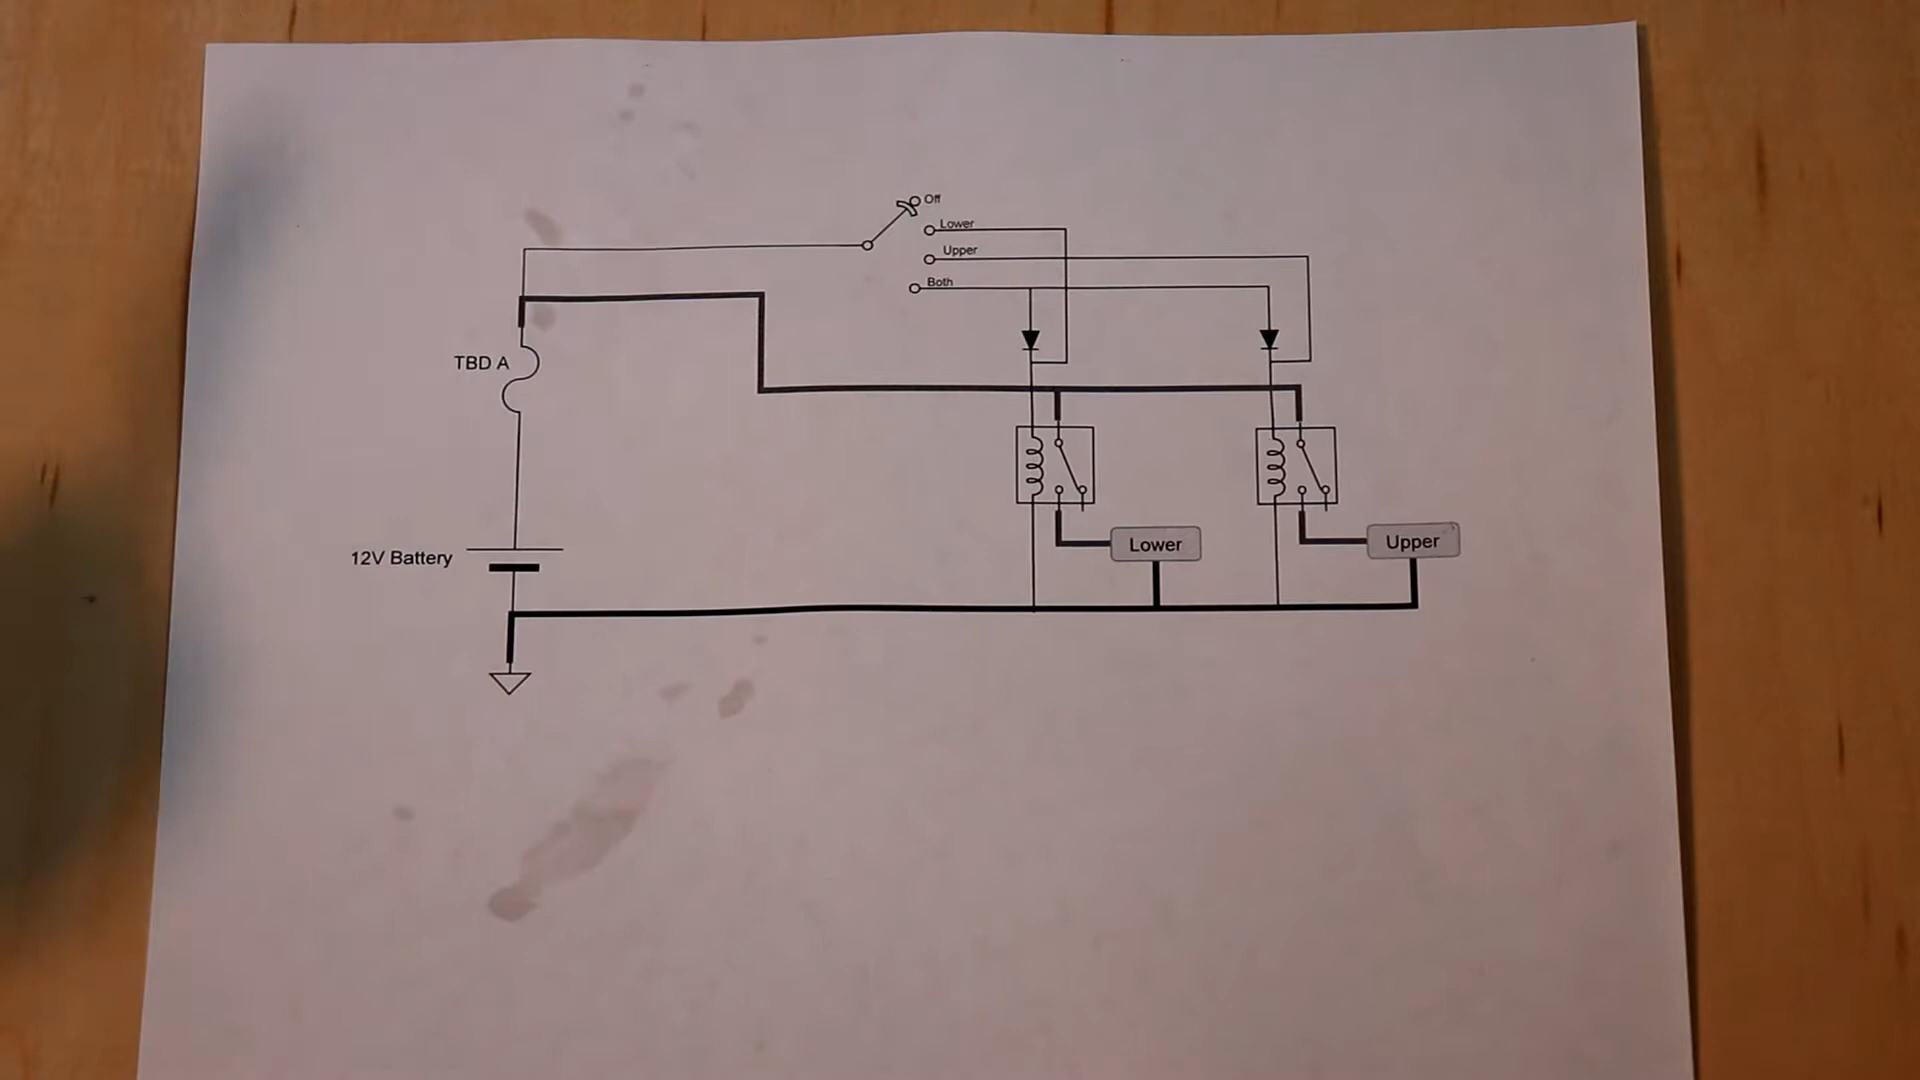 Off
Lower
Upper
Both
TBD A
12V Battery
Lower
Upper